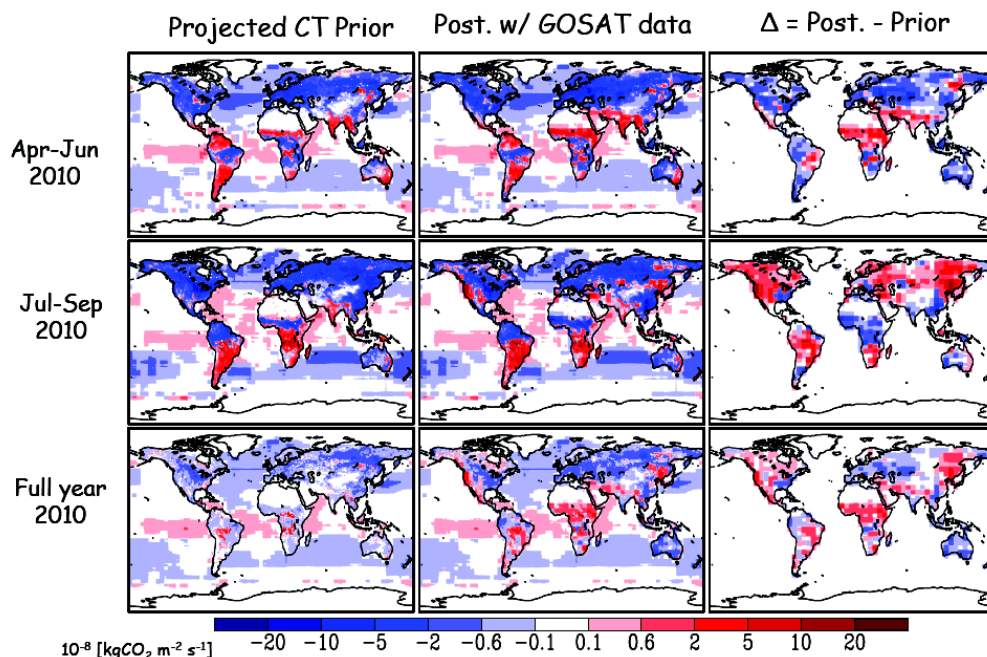 Projected CT Prior
Post. w/ GOSAT data
Δ = Post. - Prior
Apr-Jun
2010
Jul-Sep
2010
Full year
2010
-20 -10 -5 -2 -0.6 -0.1 0.1 0.6 2 5 10 20
10⁻⁸ [kgCO₂ m⁻² s⁻¹]